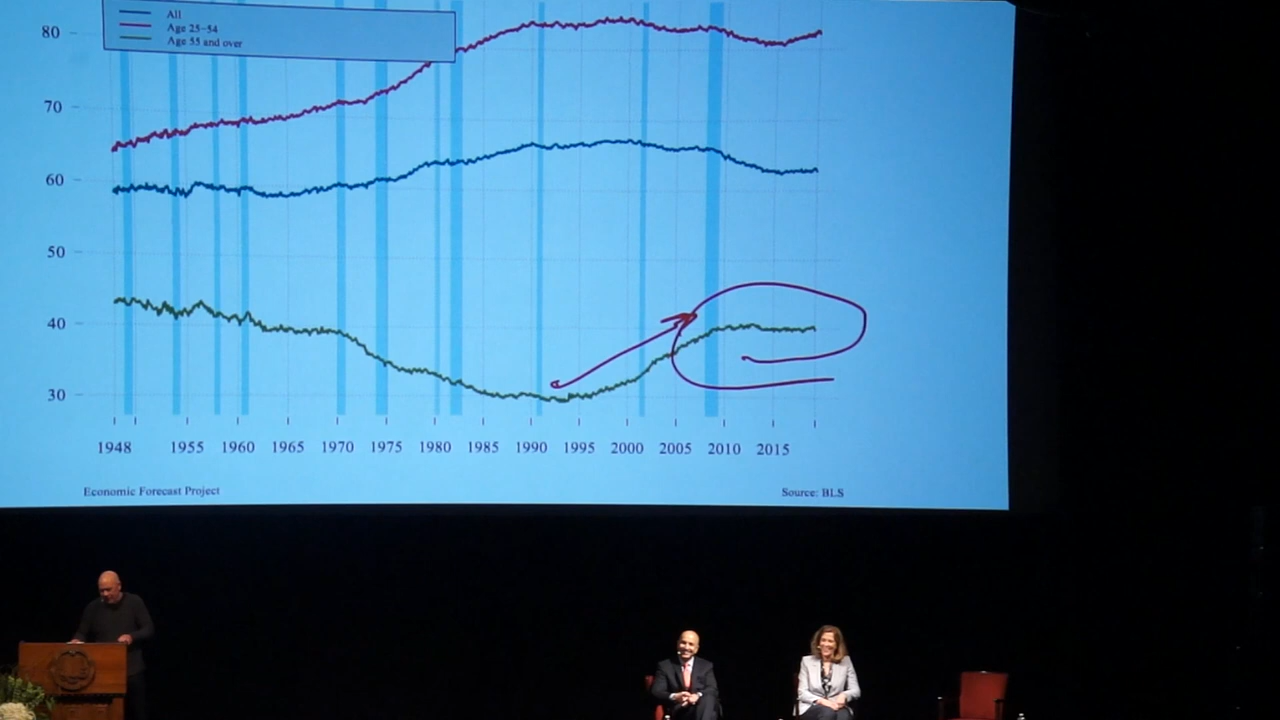 All
Age 25–54
Age 55 and over
80
70
60
50
40
30
1948 1955 1960 1965 1970 1975 1980 1985 1990 1995 2000 2005 2010 2015
Economic Forecast Project Source: BLS